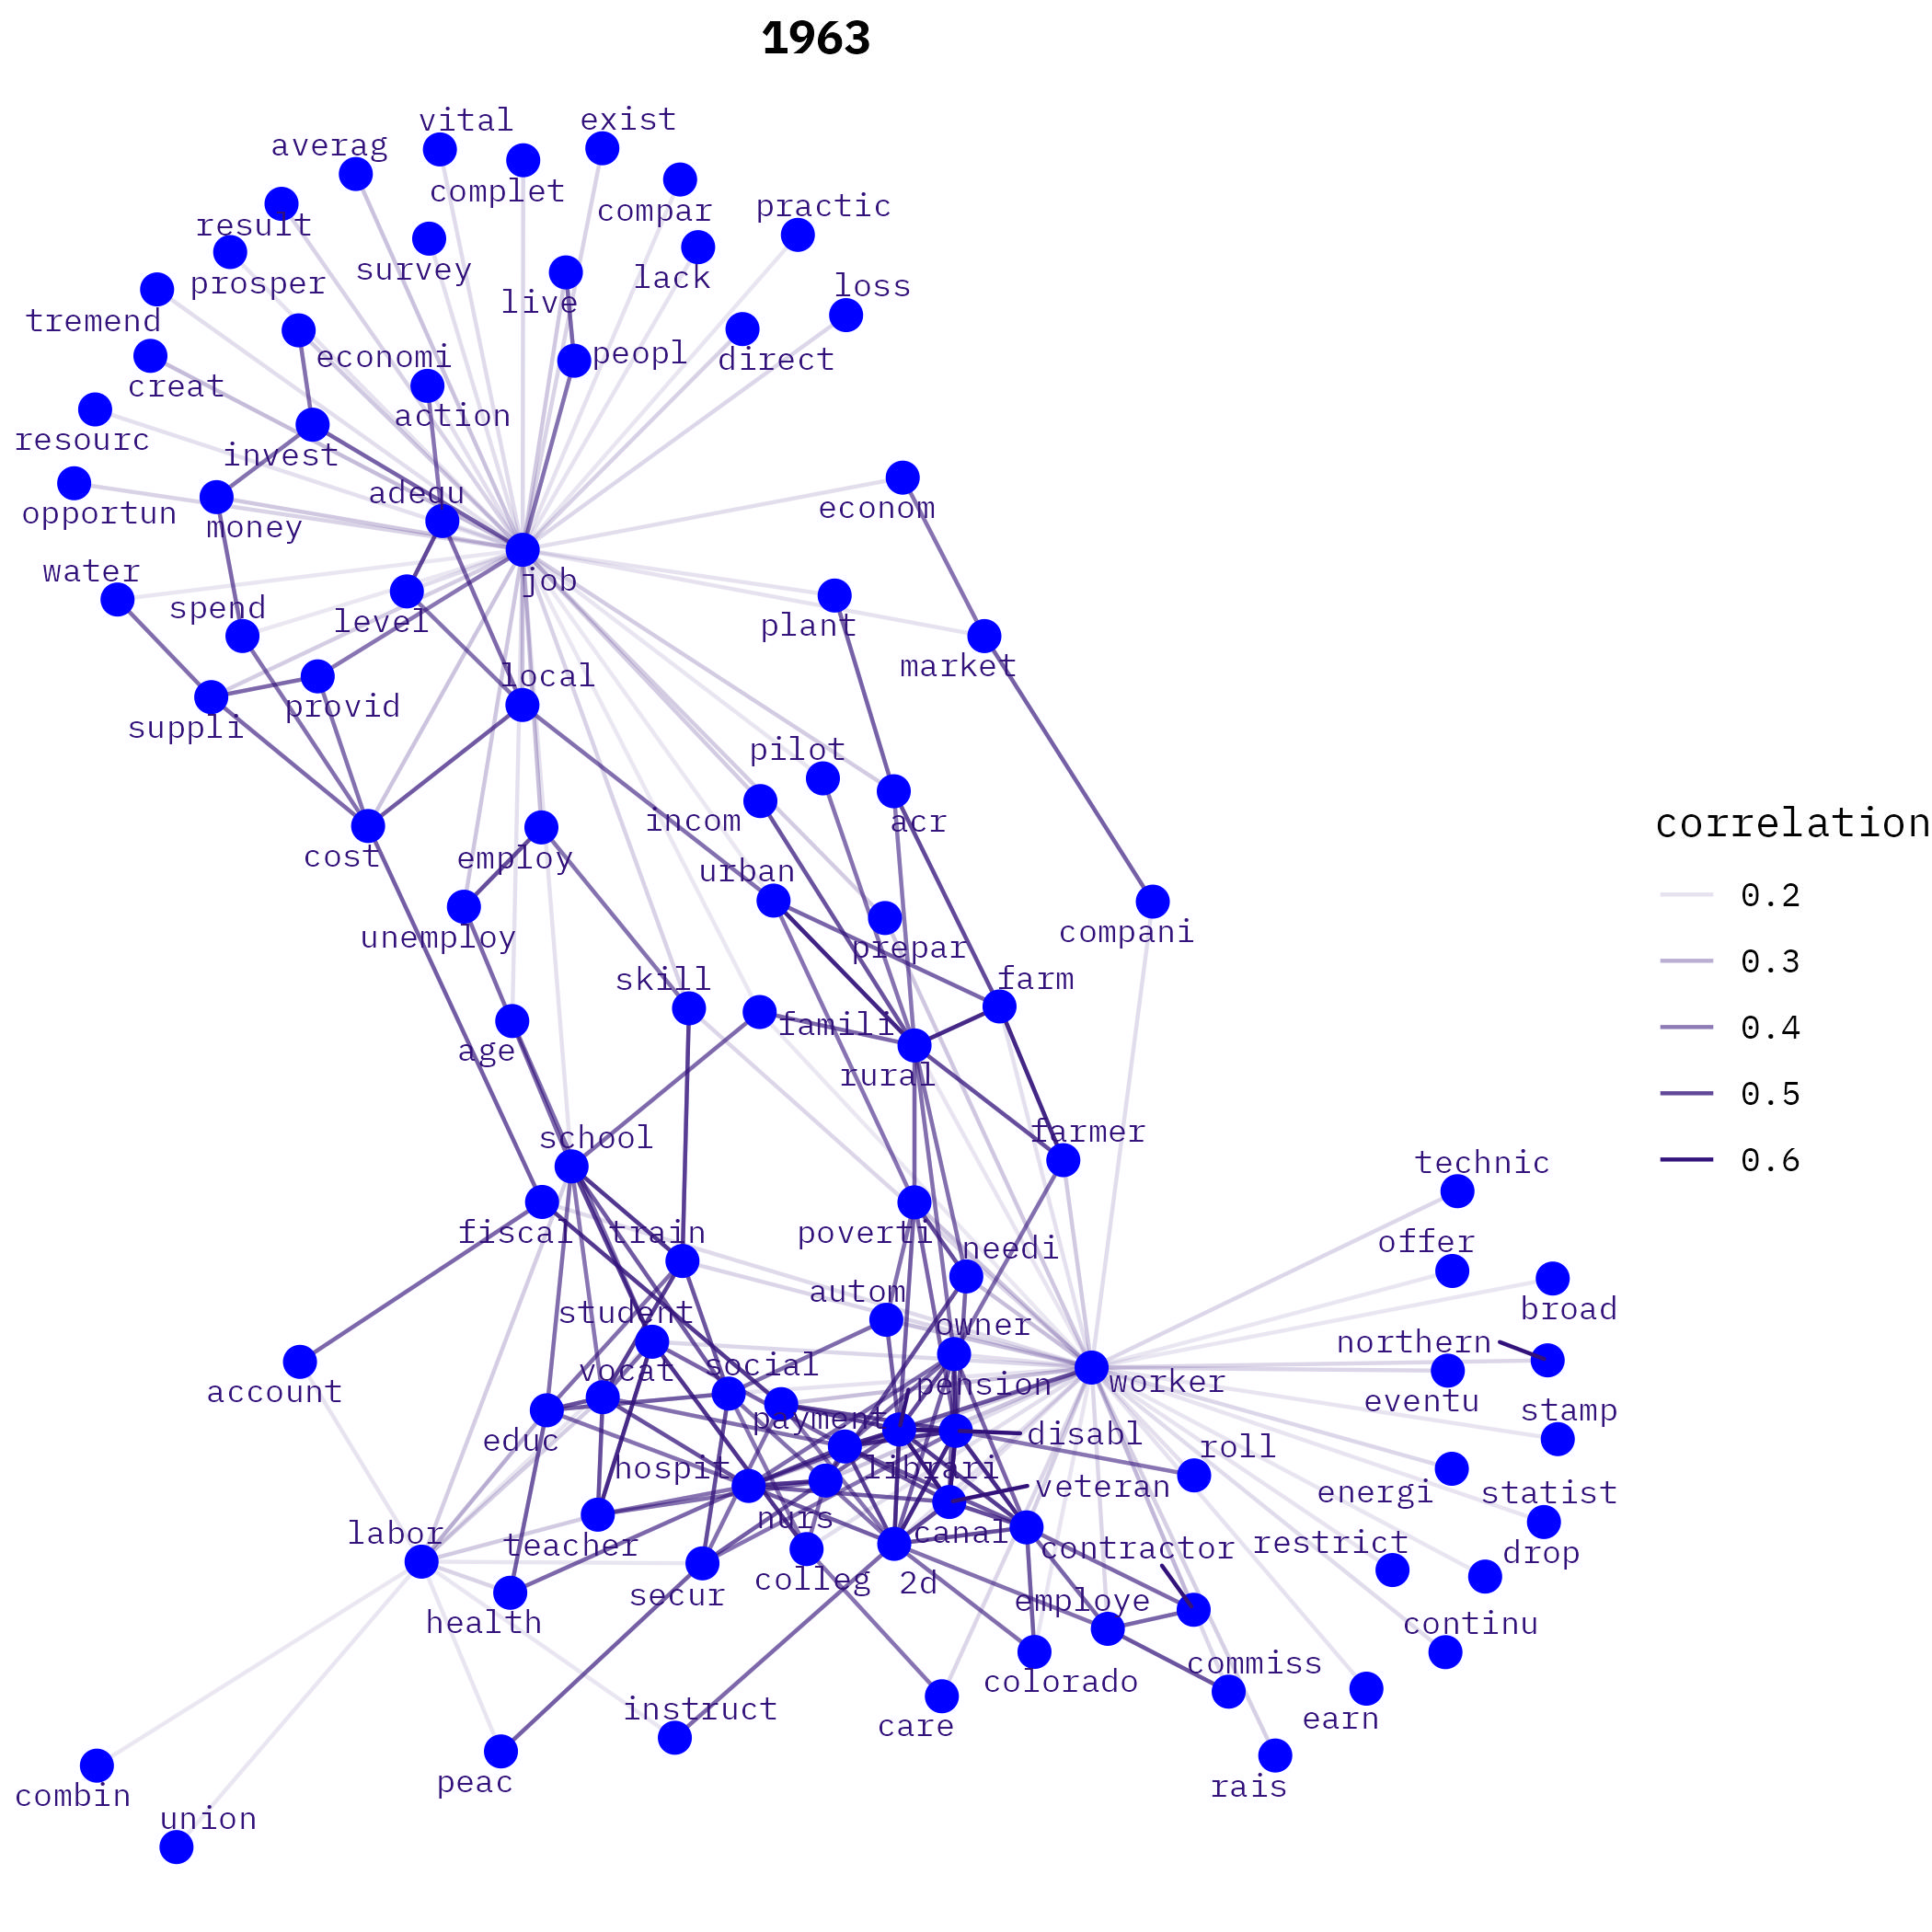 1963
vital
exist
averag
complet
compar
practic
result
survey
lack
prosper
live
loss
tremend
economi
peopl
direct
creat
action
resourc
invest
adequ
econom
opportun
money
water
job
spend
level
plant
market
local
provid
suppli
pilot
incom
acr
correlation
cost
employ
urban
0.2
unemploy
prepar
compani
0.3
skill
farm
famili
0.4
age
rural
0.5
school
farmer
technic
0.6
fiscal
train
poverti
needi
offer
autom
student
owner
broad
northern
vocat
social
pension
worker
account
eventu
stamp
payment
educ
disabl
roll
hospit
librari
veteran
energi
statist
nurs
labor
teacher
canal
contractor
restrict
drop
secur
colleg
2d
employe
health
continu
commiss
colorado
instruct
care
earn
peac
rais
combin
union